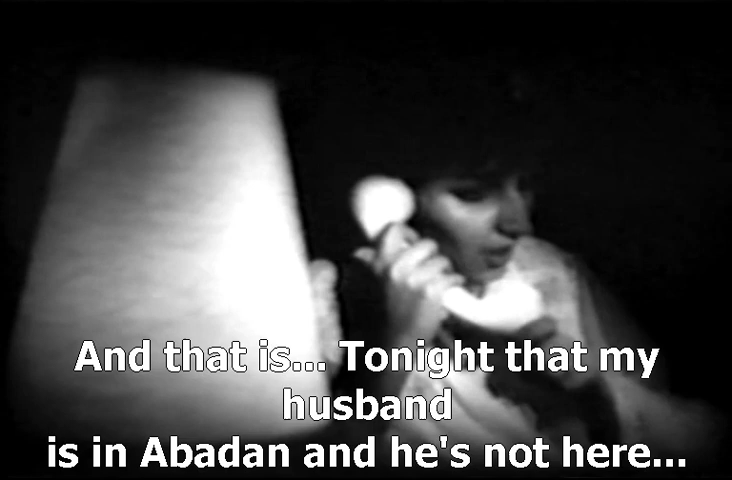 And that is... Tonight that my
husband
is in Abadan and he's not here...